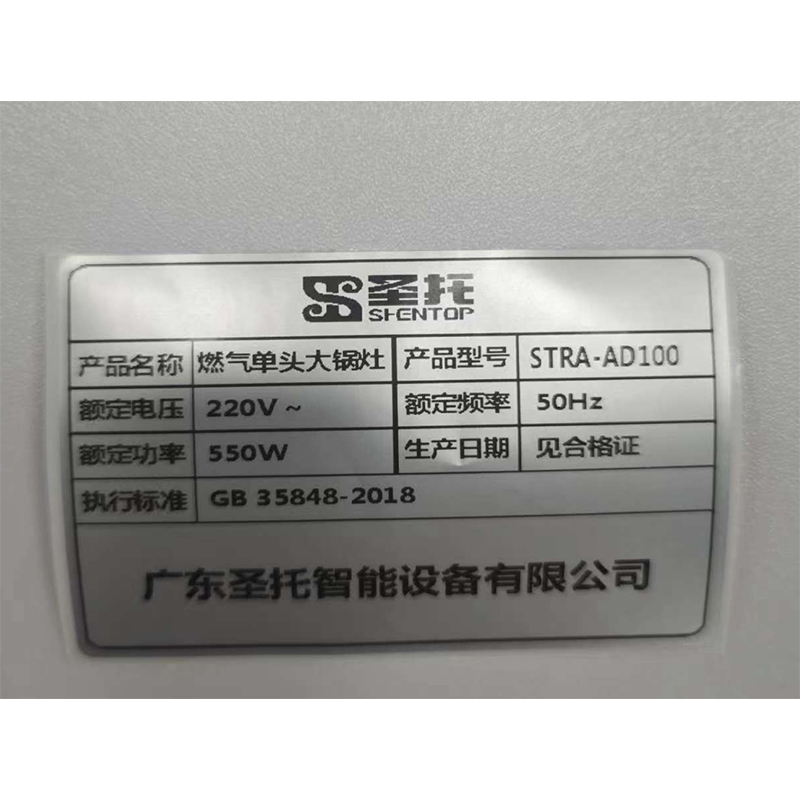 圣托
SHENTOP
产品名称 燃气单头大锅灶 产品型号 STRA-AD100
额定电压 220V～ 额定频率 50Hz
额定功率 550W 生产日期 见合格证
执行标准 GB 35848-2018
广东圣托智能设备有限公司